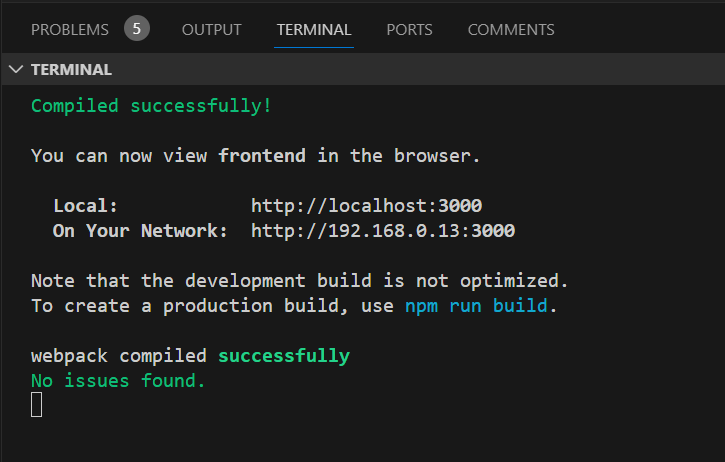 PROBLEMS 5 OUTPUT TERMINAL PORTS COMMENTS
TERMINAL
Compiled successfully!
You can now view frontend in the browser.
Local: http://localhost:3000
On Your Network: http://192.168.0.13:3000
Note that the development build is not optimized.
To create a production build, use npm run build.
webpack compiled successfully
No issues found.